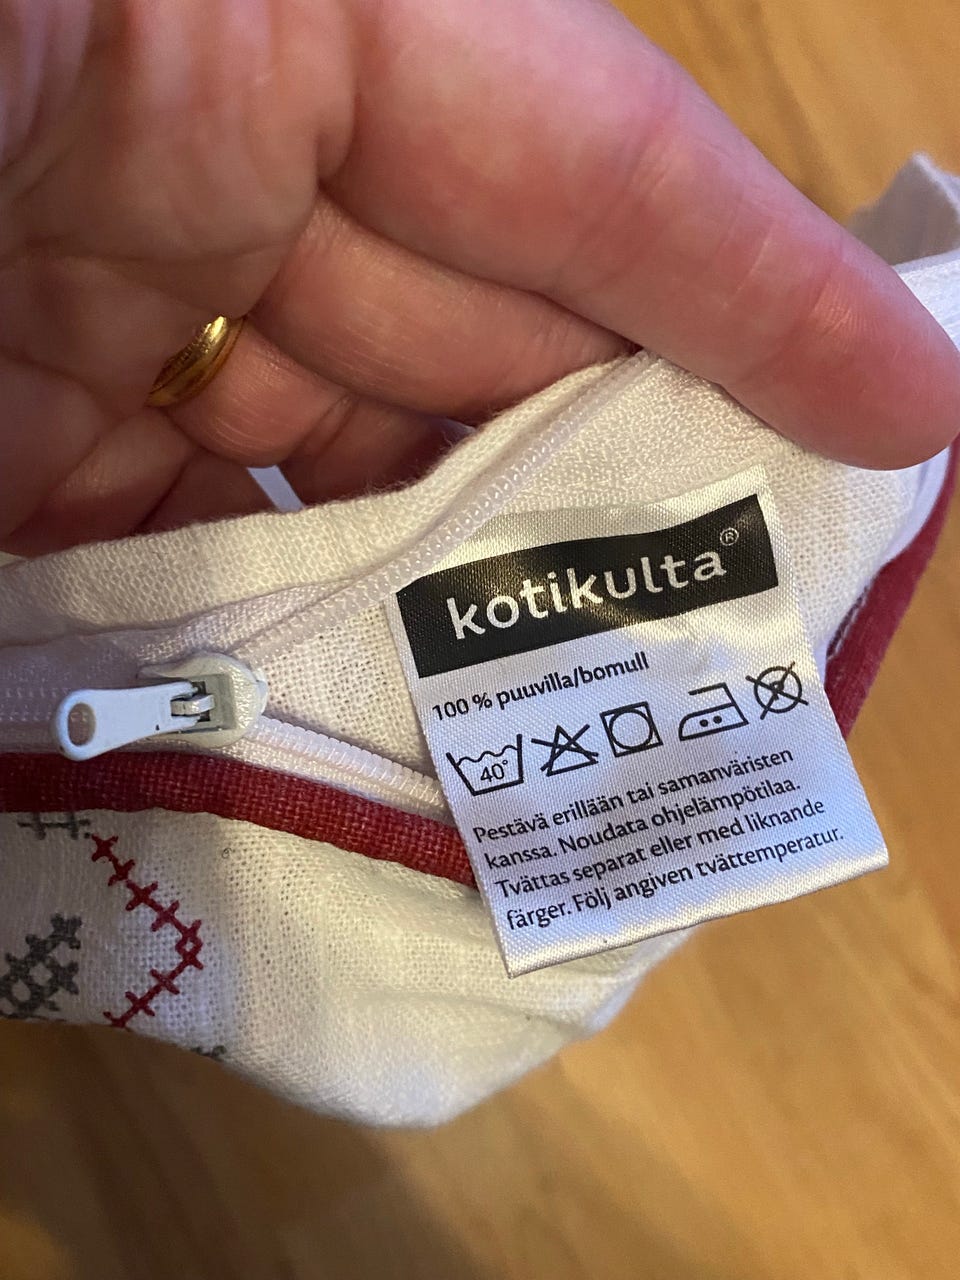 kotikulta®
100 % puuvilla/bomull
40°
Pestävä erillään tai samanväristen
kanssa. Noudata ohjelämpötilaa.
Tvättas separat eller med liknande
färger. Följ angiven tvättemperatur.